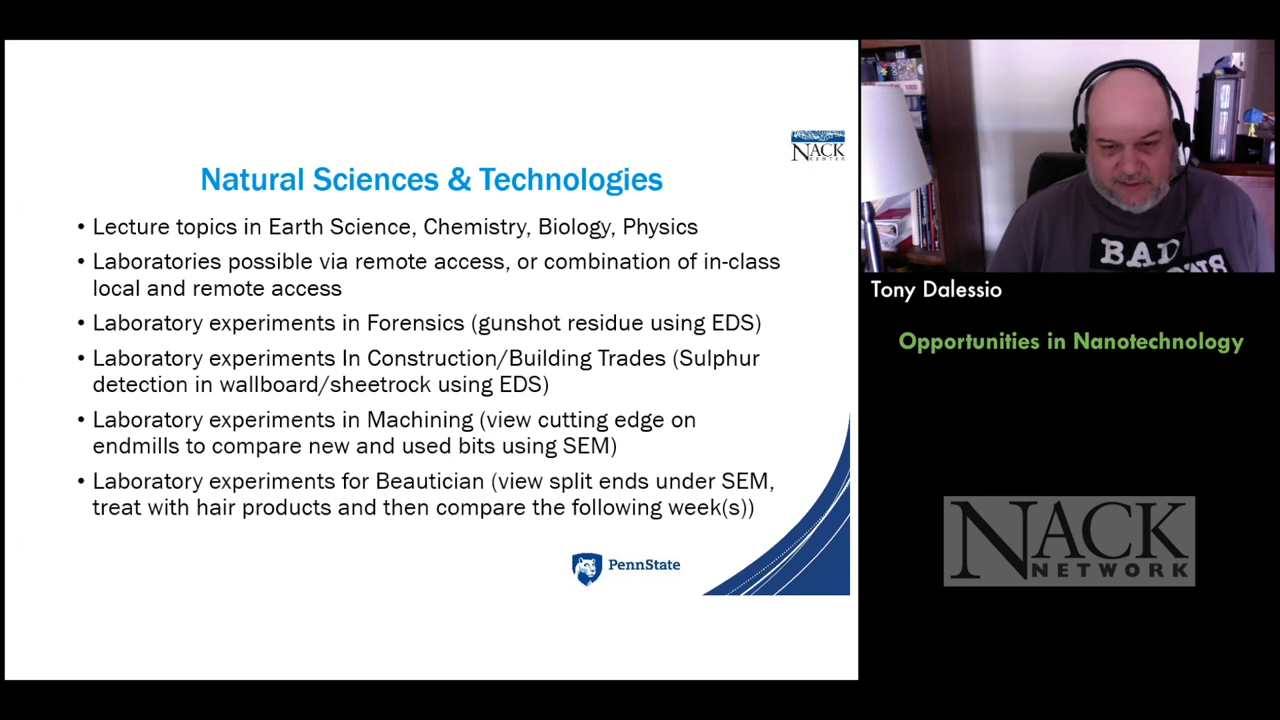 NACK
CENTER
Natural Sciences & Technologies
• Lecture topics in Earth Science, Chemistry, Biology, Physics
• Laboratories possible via remote access, or combination of in-class
local and remote access
• Laboratory experiments in Forensics (gunshot residue using EDS)
• Laboratory experiments In Construction/Building Trades (Sulphur
detection in wallboard/sheetrock using EDS)
• Laboratory experiments in Machining (view cutting edge on
endmills to compare new and used bits using SEM)
• Laboratory experiments for Beautician (view split ends under SEM,
treat with hair products and then compare the following week(s))
PennState
BAD
Tony Dalessio
Opportunities in Nanotechnology
NACK
NETWORK